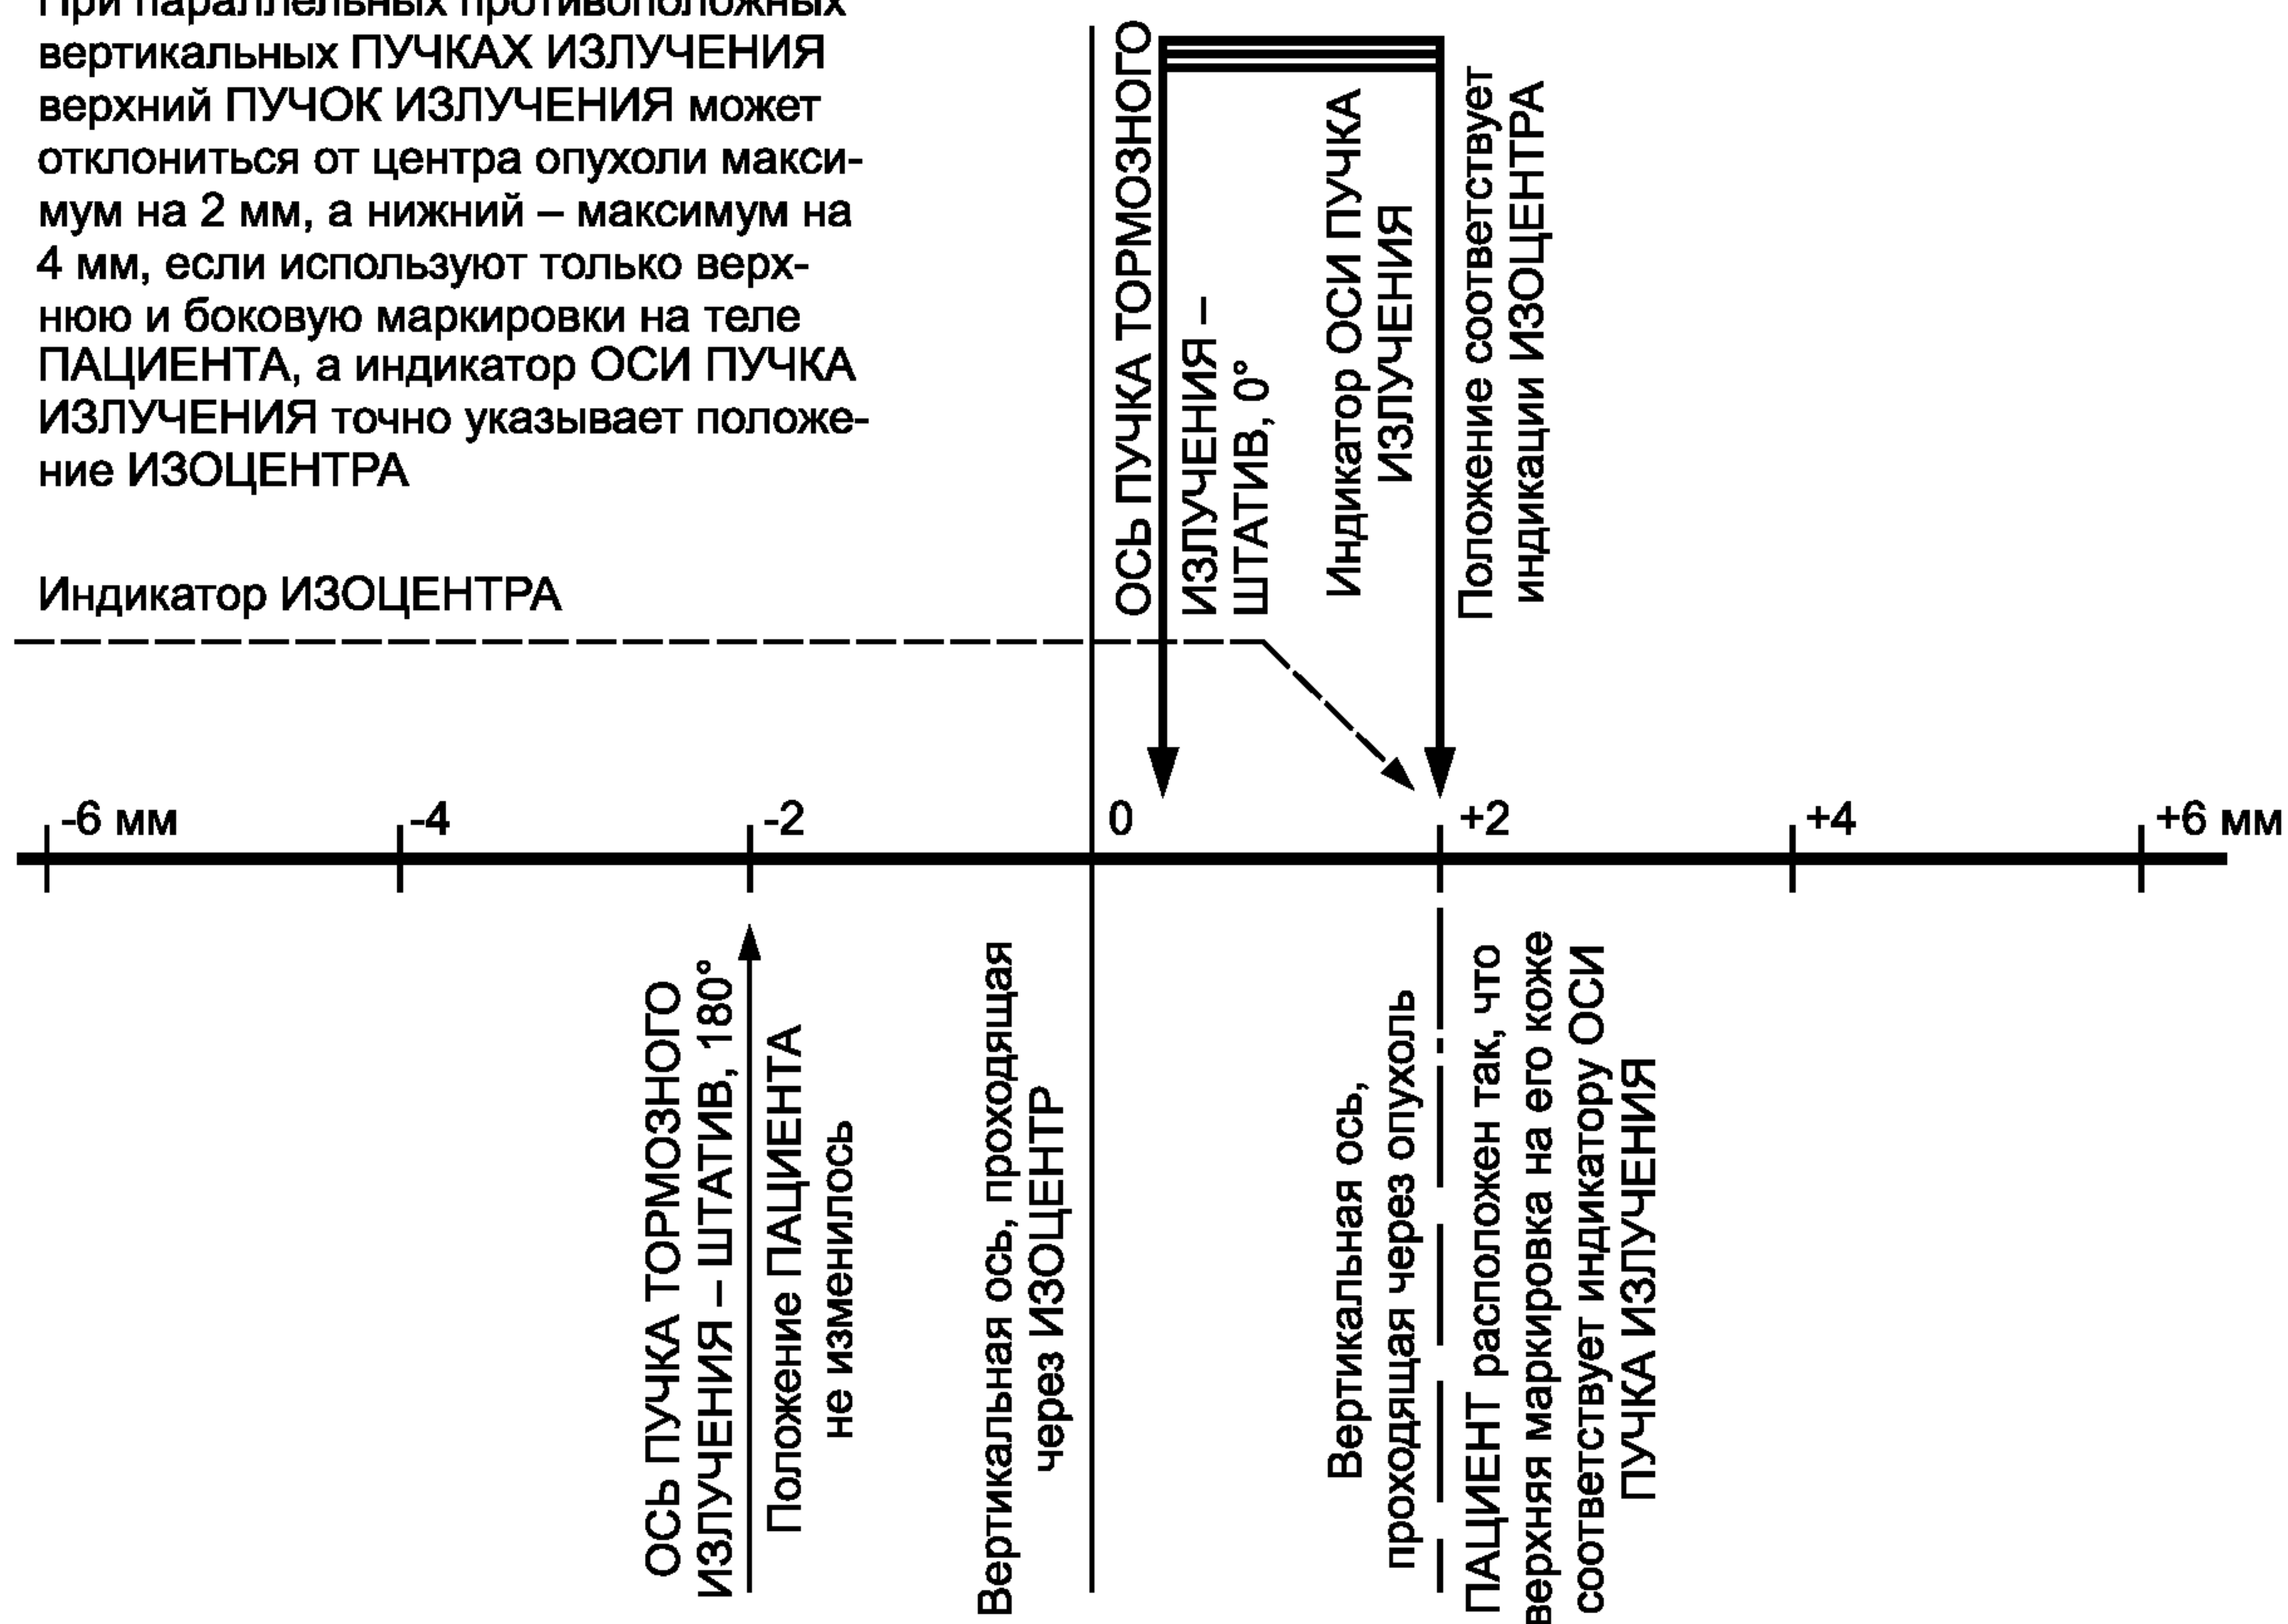 При параллельных противоположных
вертикальных ПУЧКАХ ИЗЛУЧЕНИЯ
верхний ПУЧОК ИЗЛУЧЕНИЯ может
отклониться от центра опухоли макси-
мум на 2 мм, а нижний – максимум на
4 мм, если используют только верх-
нюю и боковую маркировки на теле
ПАЦИЕНТА, а индикатор ОСИ ПУЧКА
ИЗЛУЧЕНИЯ точно указывает положе-
ние ИЗОЦЕНТРА
Индикатор ИЗОЦЕНТРА
ОСЬ ПУЧКА ТОРМОЗНОГО
ИЗЛУЧЕНИЯ –
ШТАТИВ, 0°
Индикатор ОСИ ПУЧКА
ИЗЛУЧЕНИЯ
Положение соответствует
индикации ИЗОЦЕНТРА
-6 мм
-4
-2
0
+2
+4
+6 мм
ОСЬ ПУЧКА ТОРМОЗНОГО
ИЗЛУЧЕНИЯ – ШТАТИВ, 180°
Положение ПАЦИЕНТА
не изменилось
Вертикальная ось, проходящая
через ИЗОЦЕНТР
Вертикальная ось,
проходящая через опухоль
ПАЦИЕНТ расположен так, что
верхняя маркировка на его коже
соответствует индикатору ОСИ
ПУЧКА ИЗЛУЧЕНИЯ